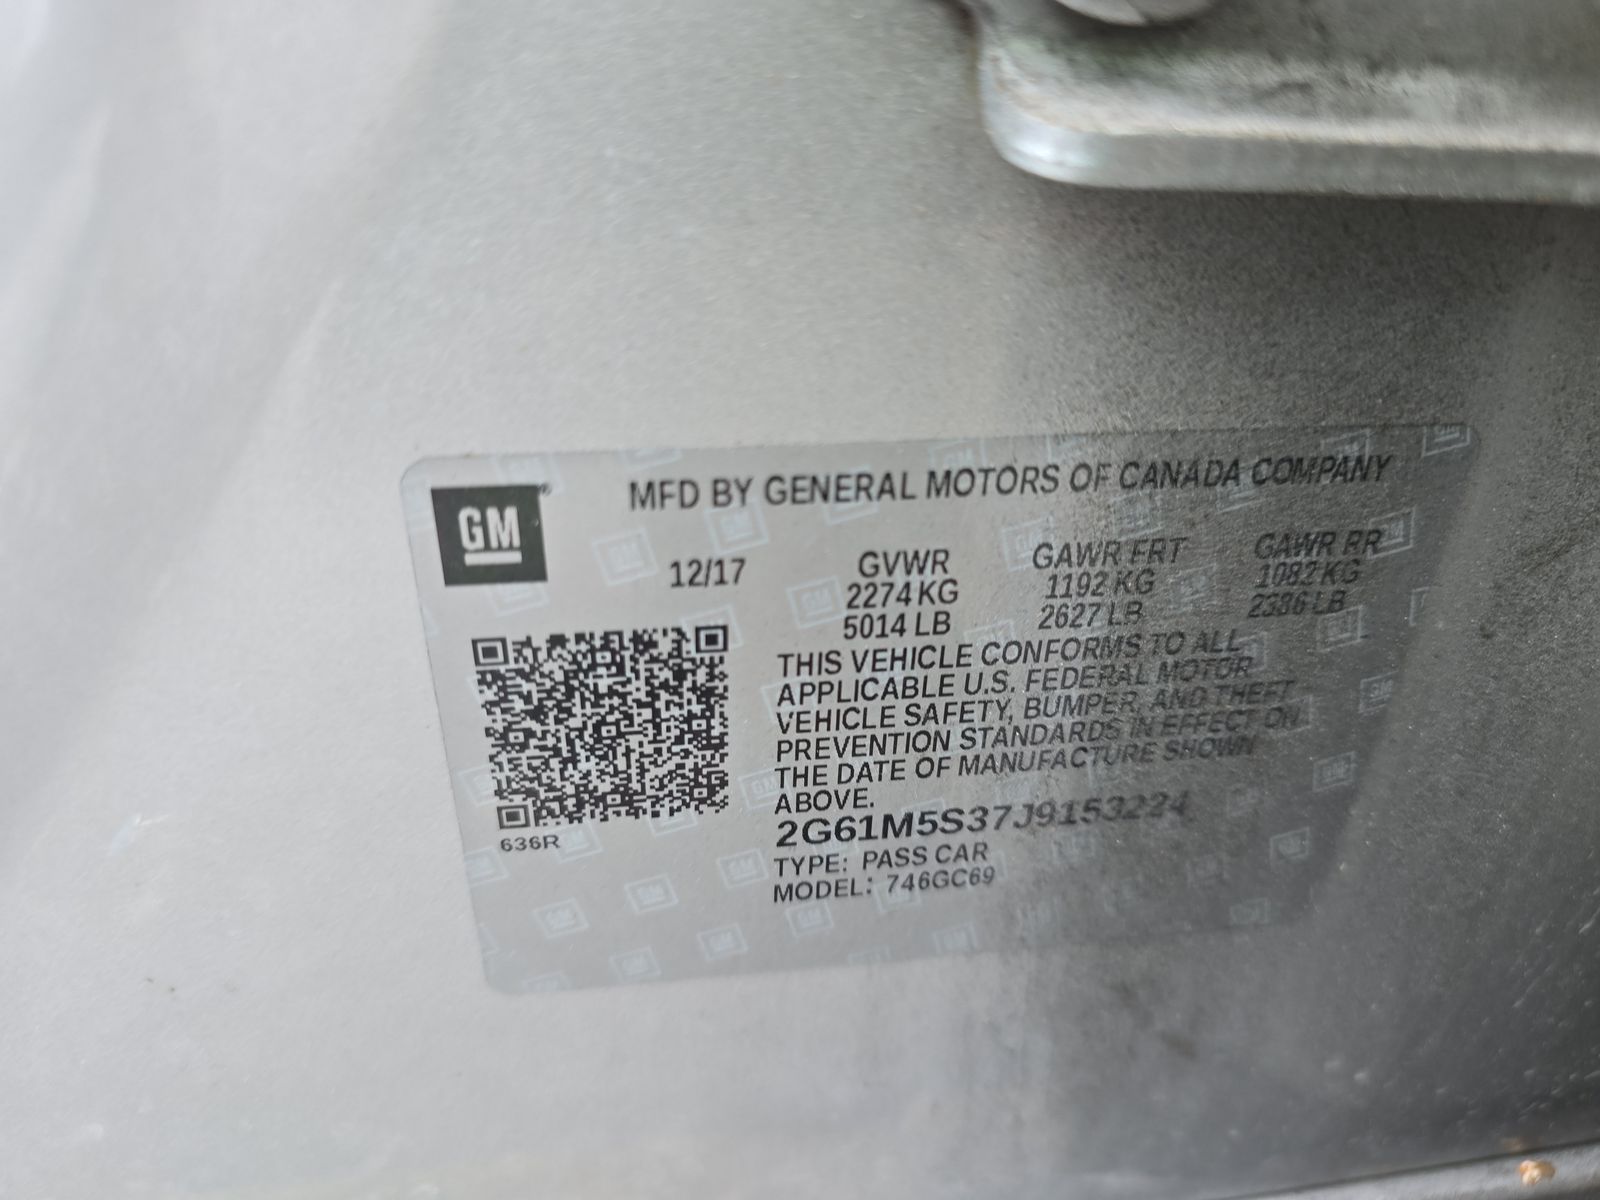 MFD BY GENERAL MOTORS OF CANADA COMPANY
GM
12/17 GVWR GAWR FRT GAWR RR
2274 KG 1192 KG 1082 KG
5014 LB 2627 LB 2386 LB
THIS VEHICLE CONFORMS TO ALL
APPLICABLE U.S. FEDERAL MOTOR
VEHICLE SAFETY, BUMPER, AND THEFT
PREVENTION STANDARDS IN EFFECT ON
THE DATE OF MANUFACTURE SHOWN
ABOVE.
2G61M5S37J9153224
636R
TYPE: PASS CAR
MODEL: 746GC69